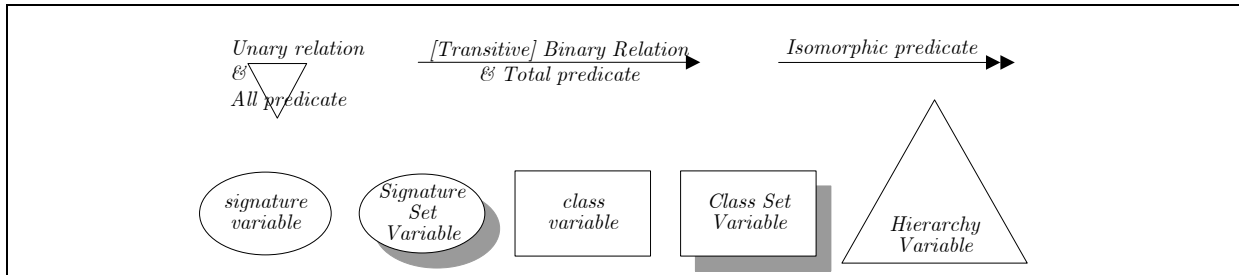 Unary relation
&
All predicate
[Transitive] Binary Relation
& Total predicate
Isomorphic predicate
signature
variable
Signature
Set
Variable
class
variable
Class Set
Variable
Hierarchy
Variable